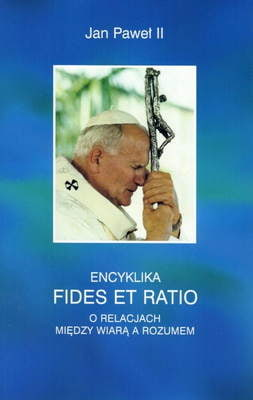 Jan Paweł II
ENCYKLIKA
FIDES ET RATIO
O RELACJACH
MIĘDZY WIARĄ A ROZUMEM